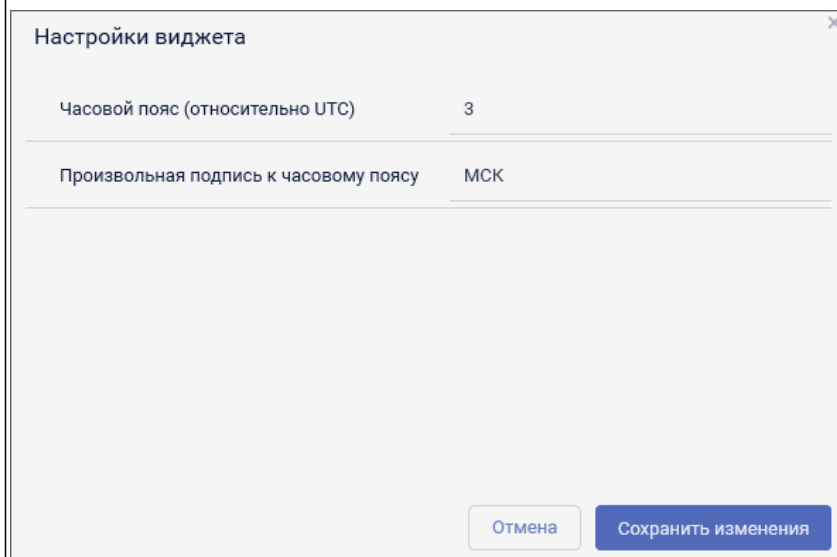 Настройки виджета
Часовой пояс (относительно UTC) 3
Произвольная подпись к часовому поясу МСК
Отмена Сохранить изменения